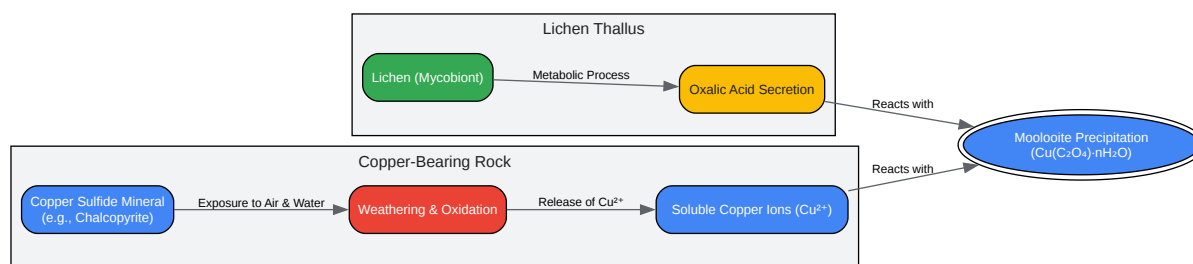 Lichen Thallus
Lichen (Mycobiont)
Metabolic Process
Oxalic Acid Secretion
Reacts with
Moolooite Precipitation
(Cu(C₂O₄)·nH₂O)
Copper-Bearing Rock
Reacts with
Copper Sulfide Mineral
(e.g., Chalcopyrite)
Exposure to Air & Water
Weathering & Oxidation
Release of Cu²⁺
Soluble Copper Ions (Cu²⁺)